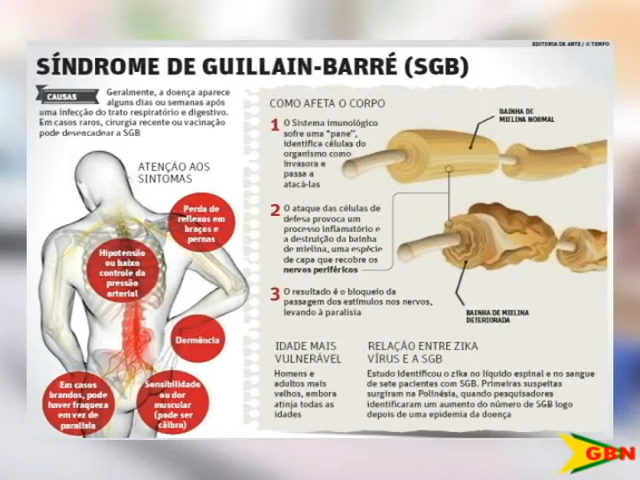 EDITORIA DE ARTE / O TEMPO
SÍNDROME DE GUILLAIN-BARRÉ (SGB)
CAUSAS
Geralmente, a doença aparece
alguns dias ou semanas após
uma infecção do trato respiratório e digestivo.
Em casos raros, cirurgia recente ou vacinação
pode desencadear a SGB
ATENÇÃO AOS
SINTOMAS
Perda de
reflexos em
braços e
pernas
Hipotensão
ou baixo
controle da
pressão
arterial
Dormência
Em casos
brandos, pode
haver fraqueza
em vez de
paralisia
Sensibilidade
ou dor
muscular
(pode ser
cãibra)
COMO AFETA O CORPO
1 O Sistema imunológico
sofre uma "pane",
identifica células do
organismo como
invasora e
passa a
atacá-las
2 O ataque das células de
defesa provoca um
processo inflamatório e
a destruição da bainha
de mielina, uma espécie
de capa que recobre os
nervos periféricos
3 O resultado é o bloqueio da
passagem dos estímulos nos nervos,
levando à paralisia
BAINHA DE
MIELINA NORMAL
BAINHA DE MIELINA
DETERIORADA
IDADE MAIS
VULNERÁVEL
Homens e
adultos mais
velhos, embora
atinja todas as
idades
RELAÇÃO ENTRE ZIKA
VÍRUS E A SGB
Estudo identificou o zika no líquido espinal e no sangue
de sete pacientes com SGB. Primeiras suspeitas
surgiram na Polinésia, quando pesquisadores
identificaram um aumento do número de SGB logo
depois de uma epidemia da doença
GBN